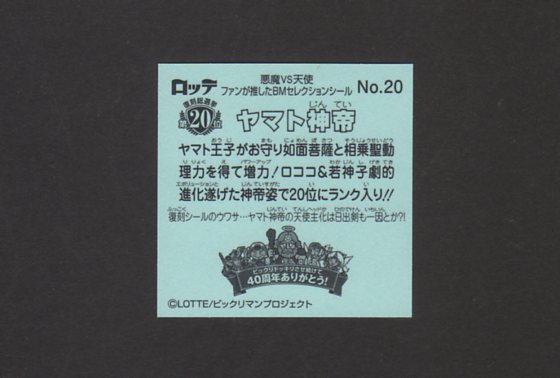 ロッテ
悪魔VS天使
ファンが推したBMセレクションシール
No.20
復刻総選挙
第20位
ヤマト神帝
じんてい
ヤマト王子がお守り如面菩薩と相乗聖動
理力を得て増力!ロココ&若神子劇的
進化遂げた神帝姿で20位にランク入り!!
復刻シールのウワサ…ヤマト神帝の天使主化は日出剣も一因とか?!
ビックリドッキリさせ続けて
40周年ありがとう!
©LOTTE/ビックリマンプロジェクト